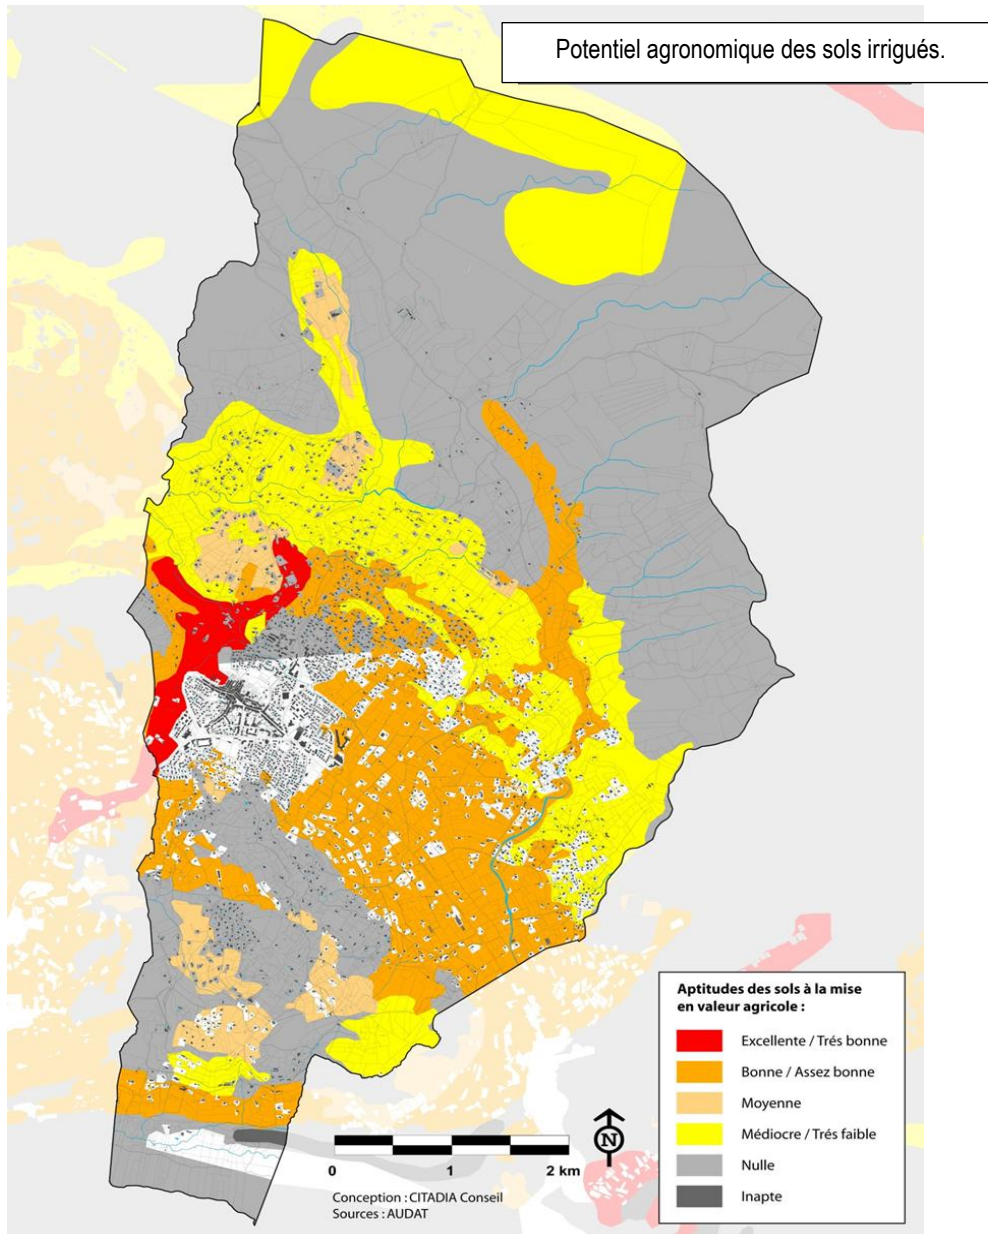 Potentiel agronomique des sols irrigués.
Aptitudes des sols à la mise
en valeur agricole :
Excellente / Trés bonne
Bonne / Assez bonne
Moyenne
Médiocre / Trés faible
Nulle
Inapte
N
0 1 2 km
Conception : CITADIA Conseil
Sources : AUDAT